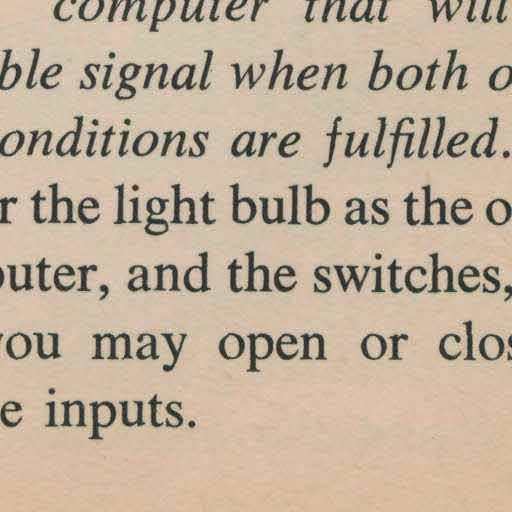 computer that will
ble signal when both o
onditions are fulfilled.
r the light bulb as the o
outer, and the switches,
you may open or clos
e inputs.